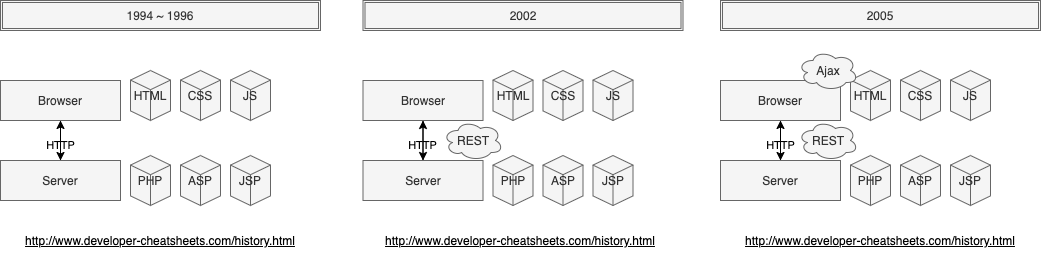 1994 ~ 1996
Browser
HTML
CSS
JS
HTTP
Server
PHP
ASP
JSP
http://www.developer-cheatsheets.com/history.html
2002
Browser
HTML
CSS
JS
HTTP
REST
Server
PHP
ASP
JSP
http://www.developer-cheatsheets.com/history.html
2005
Ajax
Browser
HTML
CSS
JS
HTTP
REST
Server
PHP
ASP
JSP
http://www.developer-cheatsheets.com/history.html